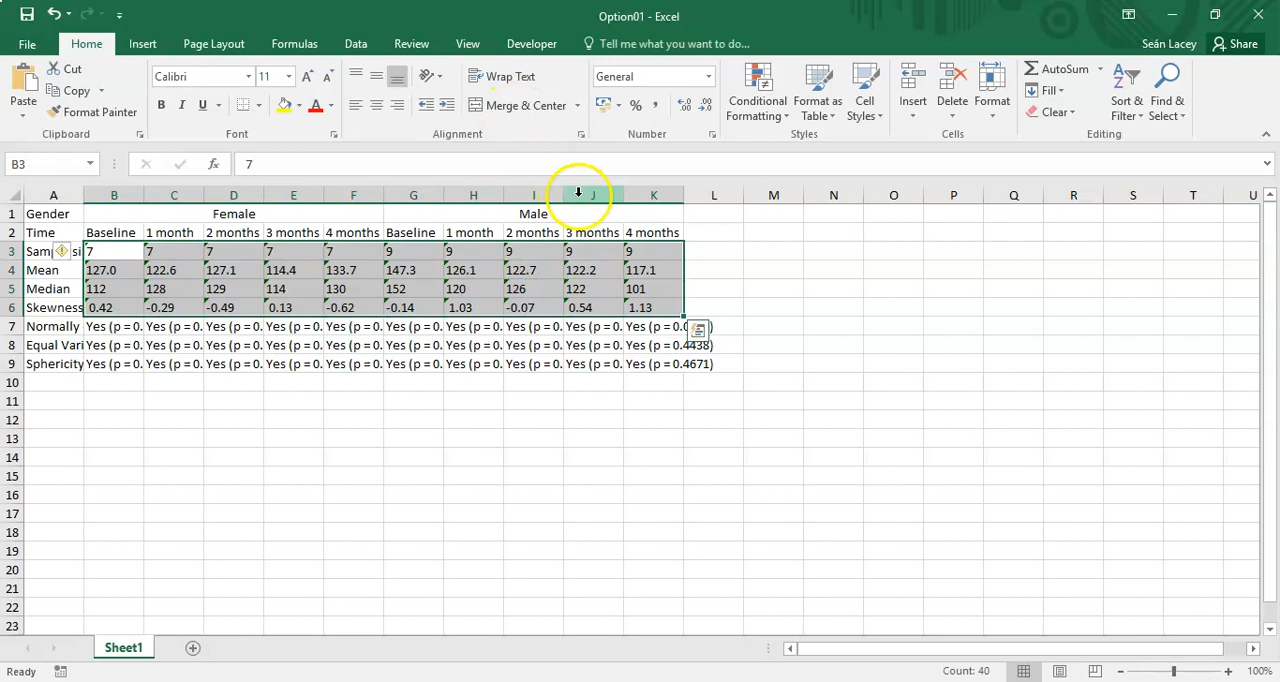 Option01 - Excel
File Home Insert Page Layout Formulas Data Review View Developer Tell me what you want to do... Seán Lacey Share
Paste Cut Copy Format Painter Clipboard
Calibri 11 A A B I U A Font
Wrap Text Merge & Center Alignment
General % , Number
Conditional Formatting Format as Table Cell Styles Styles
Insert Delete Format Cells
AutoSum Fill Clear Sort & Filter Find & Select Editing
B3 fx 7
A B C D E F G H I J K L M N O P Q R S T U
1 Gender Female Male
2 Time Baseline 1 month 2 months 3 months 4 months Baseline 1 month 2 months 3 months 4 months
3 Sam si 7 7 7 7 7 9 9 9 9 9
4 Mean 127.0 122.6 127.1 114.4 133.7 147.3 126.1 122.7 122.2 117.1
5 Median 112 128 129 114 130 152 120 126 122 101
6 Skewness 0.42 -0.29 -0.49 0.13 -0.62 -0.14 1.03 -0.07 0.54 1.13
7 Normally Yes (p = 0. Yes (p = 0. Yes (p = 0. Yes (p = 0. Yes (p = 0. Yes (p = 0. Yes (p = 0. Yes (p = 0. Yes (p = 0. Yes (p = 0.0 )
8 Equal Vari Yes (p = 0. Yes (p = 0. Yes (p = 0. Yes (p = 0. Yes (p = 0. Yes (p = 0. Yes (p = 0. Yes (p = 0. Yes (p = 0. Yes (p = 0.4438)
9 Sphericity Yes (p = 0. Yes (p = 0. Yes (p = 0. Yes (p = 0. Yes (p = 0. Yes (p = 0. Yes (p = 0. Yes (p = 0. Yes (p = 0. Yes (p = 0.4671)
10
11
12
13
14
15
16
17
18
19
20
21
22
23
Sheet1
Ready Count: 40 100%